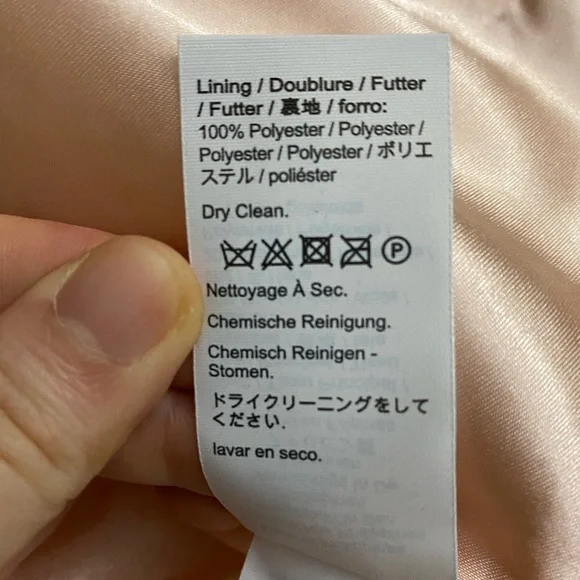 Lining / Doublure / Futter
/ Futter / 裏地 / forro:
100% Polyester / Polyester /
Polyester / Polyester / ポリエ
ステル / poliéster
Dry Clean.
P
Nettoyage À Sec.
Chemische Reinigung.
Chemisch Reinigen -
Stomen.
ドライクリーニングをして
ください.
lavar en seco.